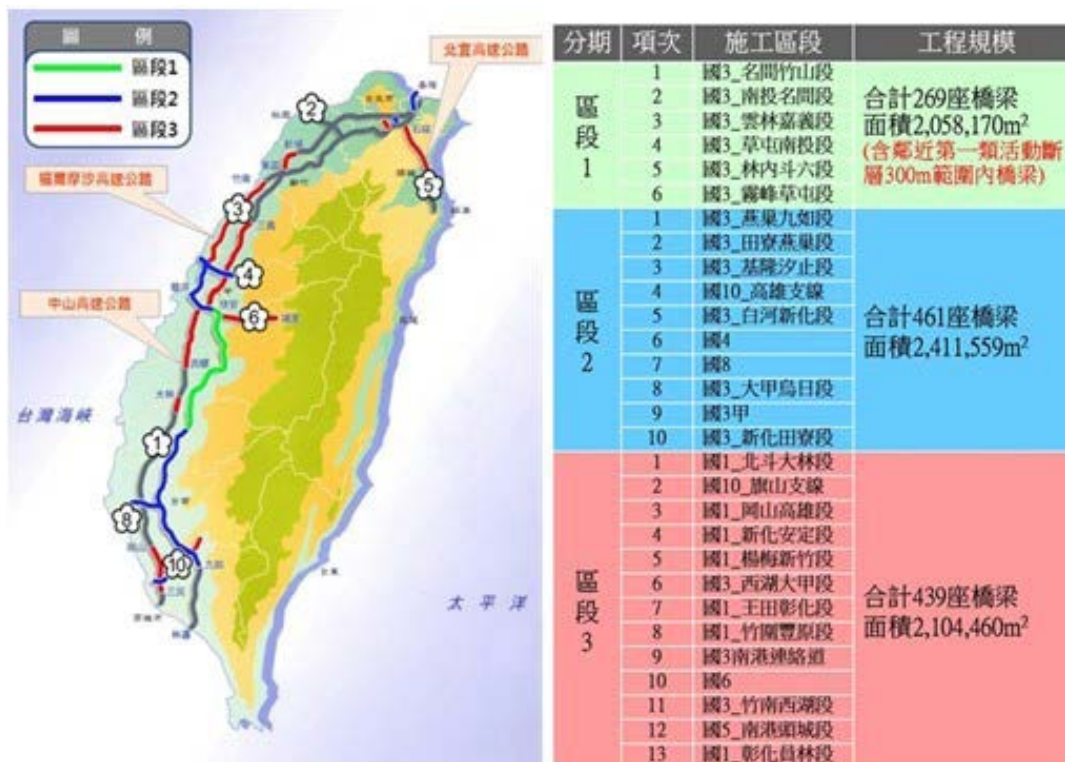 圖 例
區段1
區段2
區段3
北宜高速公路
福爾摩沙高速公路
中山高速公路
台灣海峽
太平洋
2
5
3
4
6
1
8
10
分期 項次 施工區段 工程規模
區段1
1 國3_名間竹山段
2 國3_南投名間段
3 國3_雲林嘉義段
4 國3_草屯南投段
5 國3_林內斗六段
6 國3_霧峰草屯段
合計269座橋梁
面積2,058,170m²
(含鄰近第一類活動斷
層300m範圍內橋梁)
區段2
1 國3_燕巢九如段
2 國3_田寮燕巢段
3 國3_基隆汐止段
4 國10_高雄支線
5 國3_白河新化段
6 國4
7 國8
8 國3_大甲烏日段
9 國3甲
10 國3_新化田寮段
合計461座橋梁
面積2,411,559m²
區段3
1 國1_北斗大林段
2 國10_旗山支線
3 國1_岡山高雄段
4 國1_新化安定段
5 國1_楊梅新竹段
6 國3_西湖大甲段
7 國1_王田彰化段
8 國1_竹園豐原段
9 國3南港連絡道
10 國6
11 國3_竹南西湖段
12 國5_南港頭城段
13 國1_彰化員林段
合計439座橋梁
面積2,104,460m²